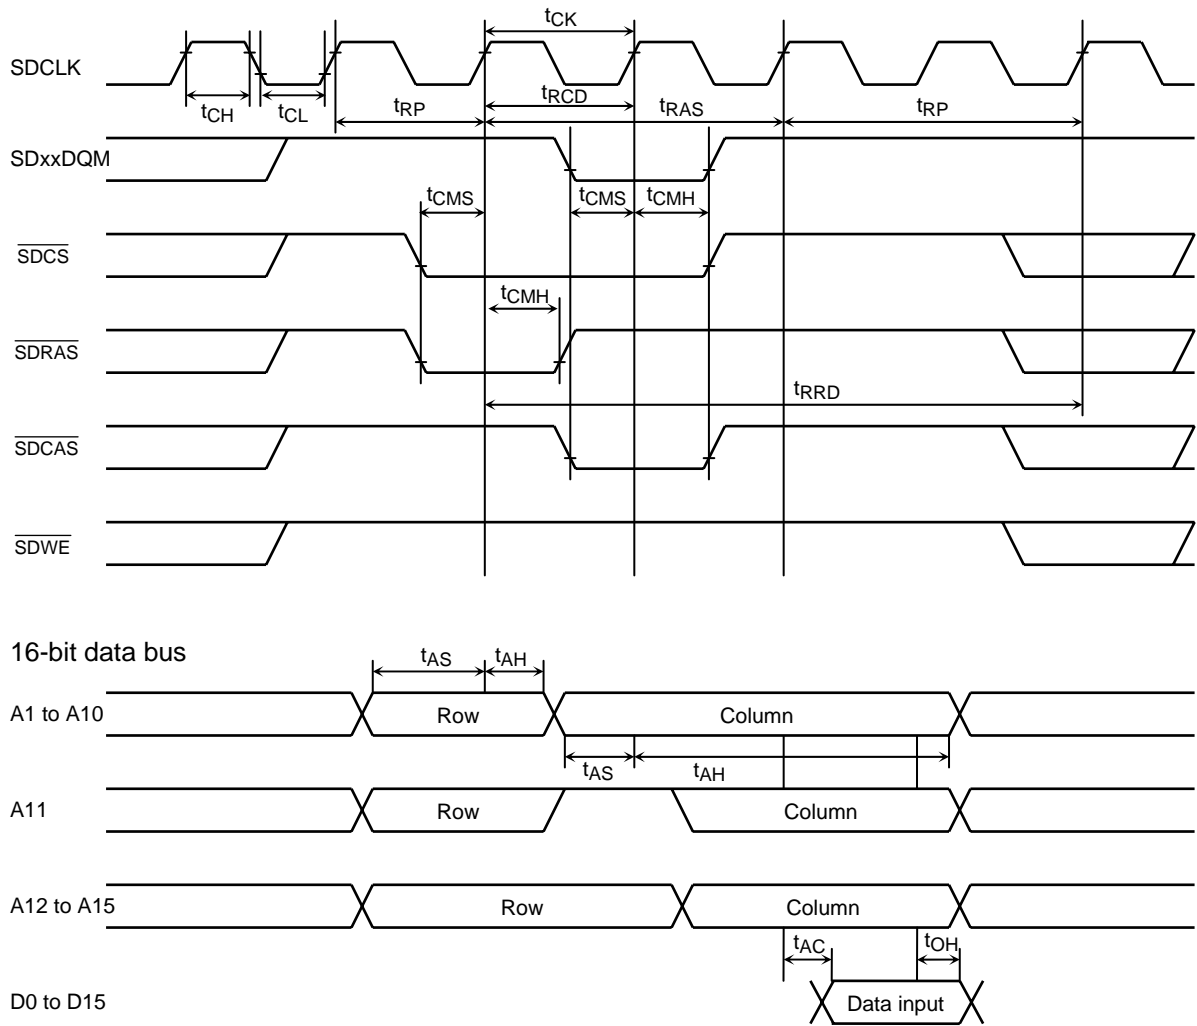 tCK
SDCLK
tCH tCL tRP tRCD tRAS tRP
SDxxDQM
tCMS tCMS tCMH
SDCS
tCMH
SDRAS
tRRD
SDCAS
SDWE
16-bit data bus
tAS tAH
A1 to A10 Row Column
tAS tAH
A11 Row Column
A12 to A15 Row Column
tAC tOH
D0 to D15 Data input